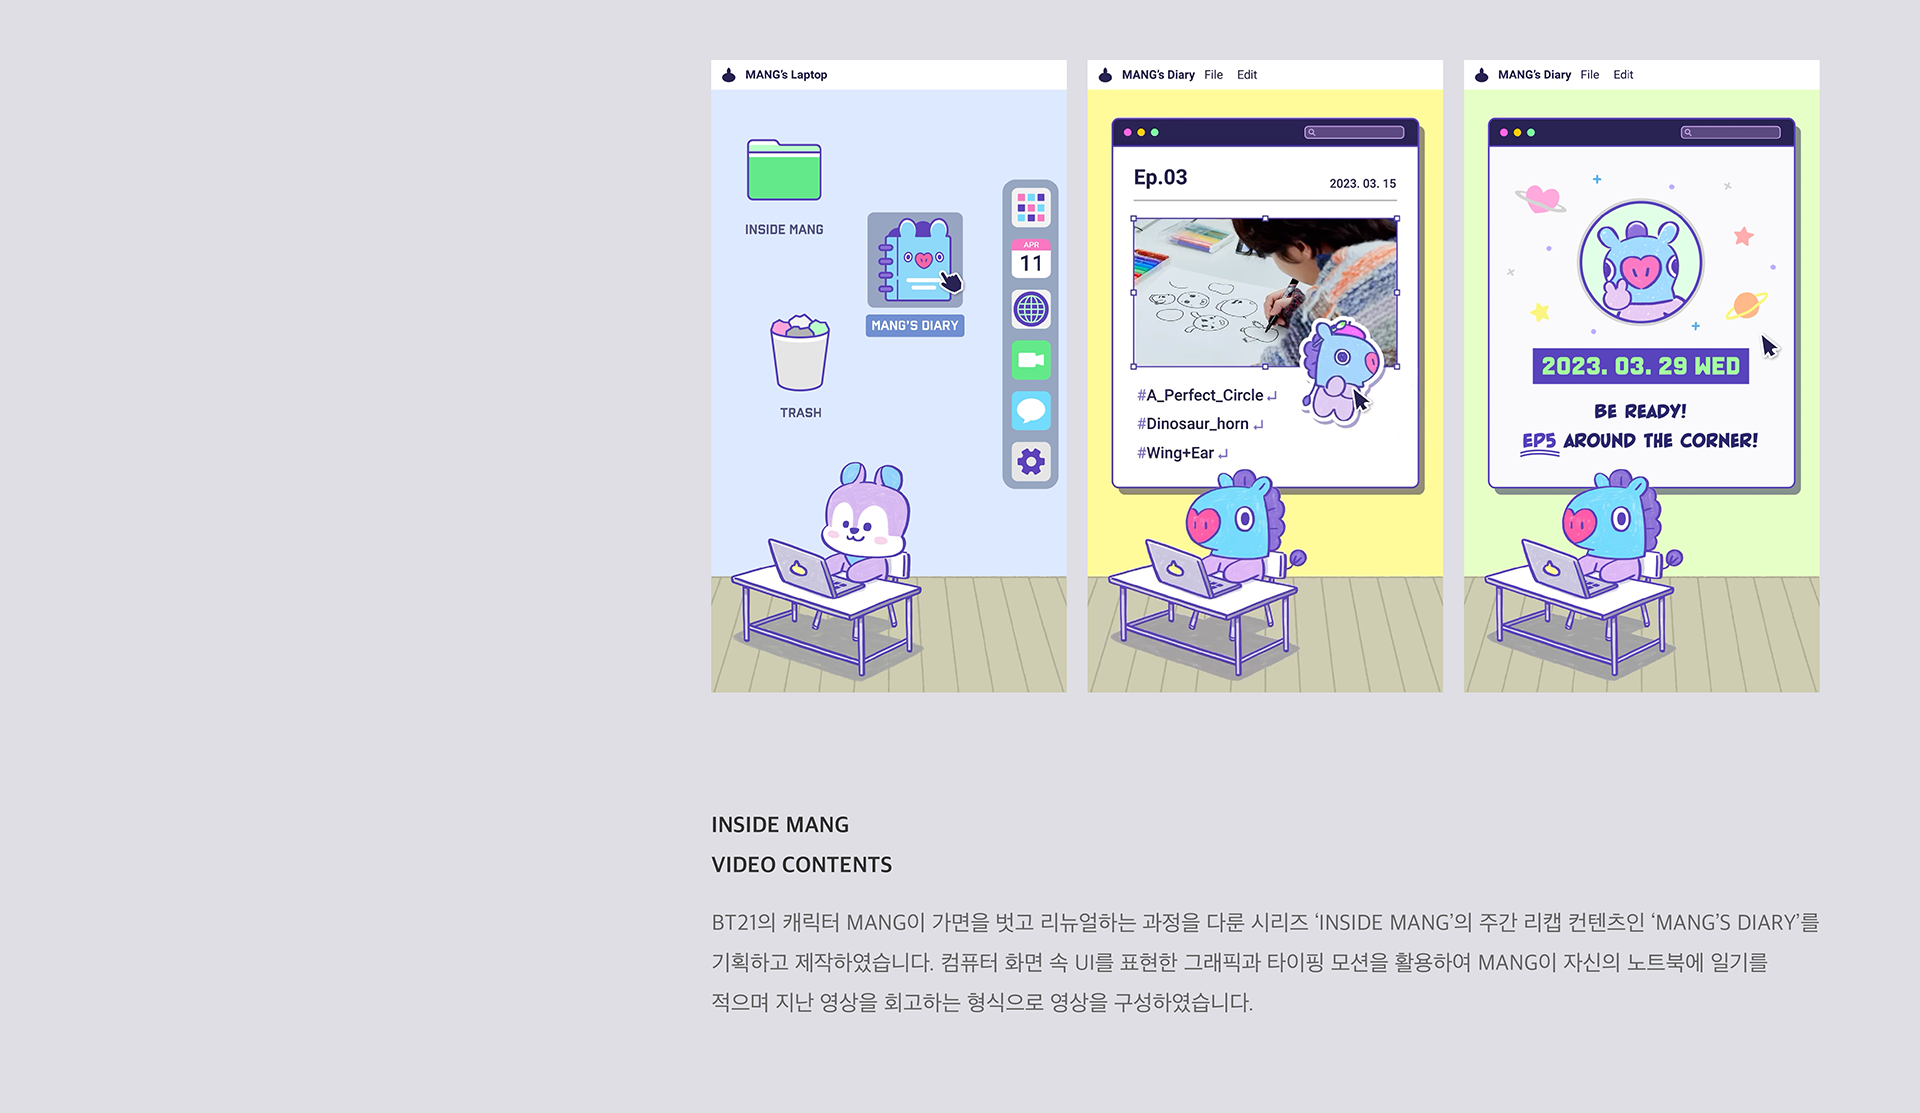 MANG's Laptop
INSIDE MANG
APR
11
MANG'S DIARY
TRASH
MANG's Diary File Edit
Ep.03
2023. 03. 15
#A_Perfect_Circle ↵
#Dinosaur_horn ↵
#Wing+Ear ↵
MANG's Diary File Edit
2023. 03. 29 WED
BE READY!
EP5 AROUND THE CORNER!
INSIDE MANG
VIDEO CONTENTS
BT21의 캐릭터 MANG이 가면을 벗고 리뉴얼하는 과정을 다룬 시리즈 ‘INSIDE MANG’의 주간 리캡 컨텐츠인 ‘MANG’S DIARY’를
기획하고 제작하였습니다. 컴퓨터 화면 속 UI를 표현한 그래픽과 타이핑 모션을 활용하여 MANG이 자신의 노트북에 일기를
적으며 지난 영상을 회고하는 형식으로 영상을 구성하였습니다.